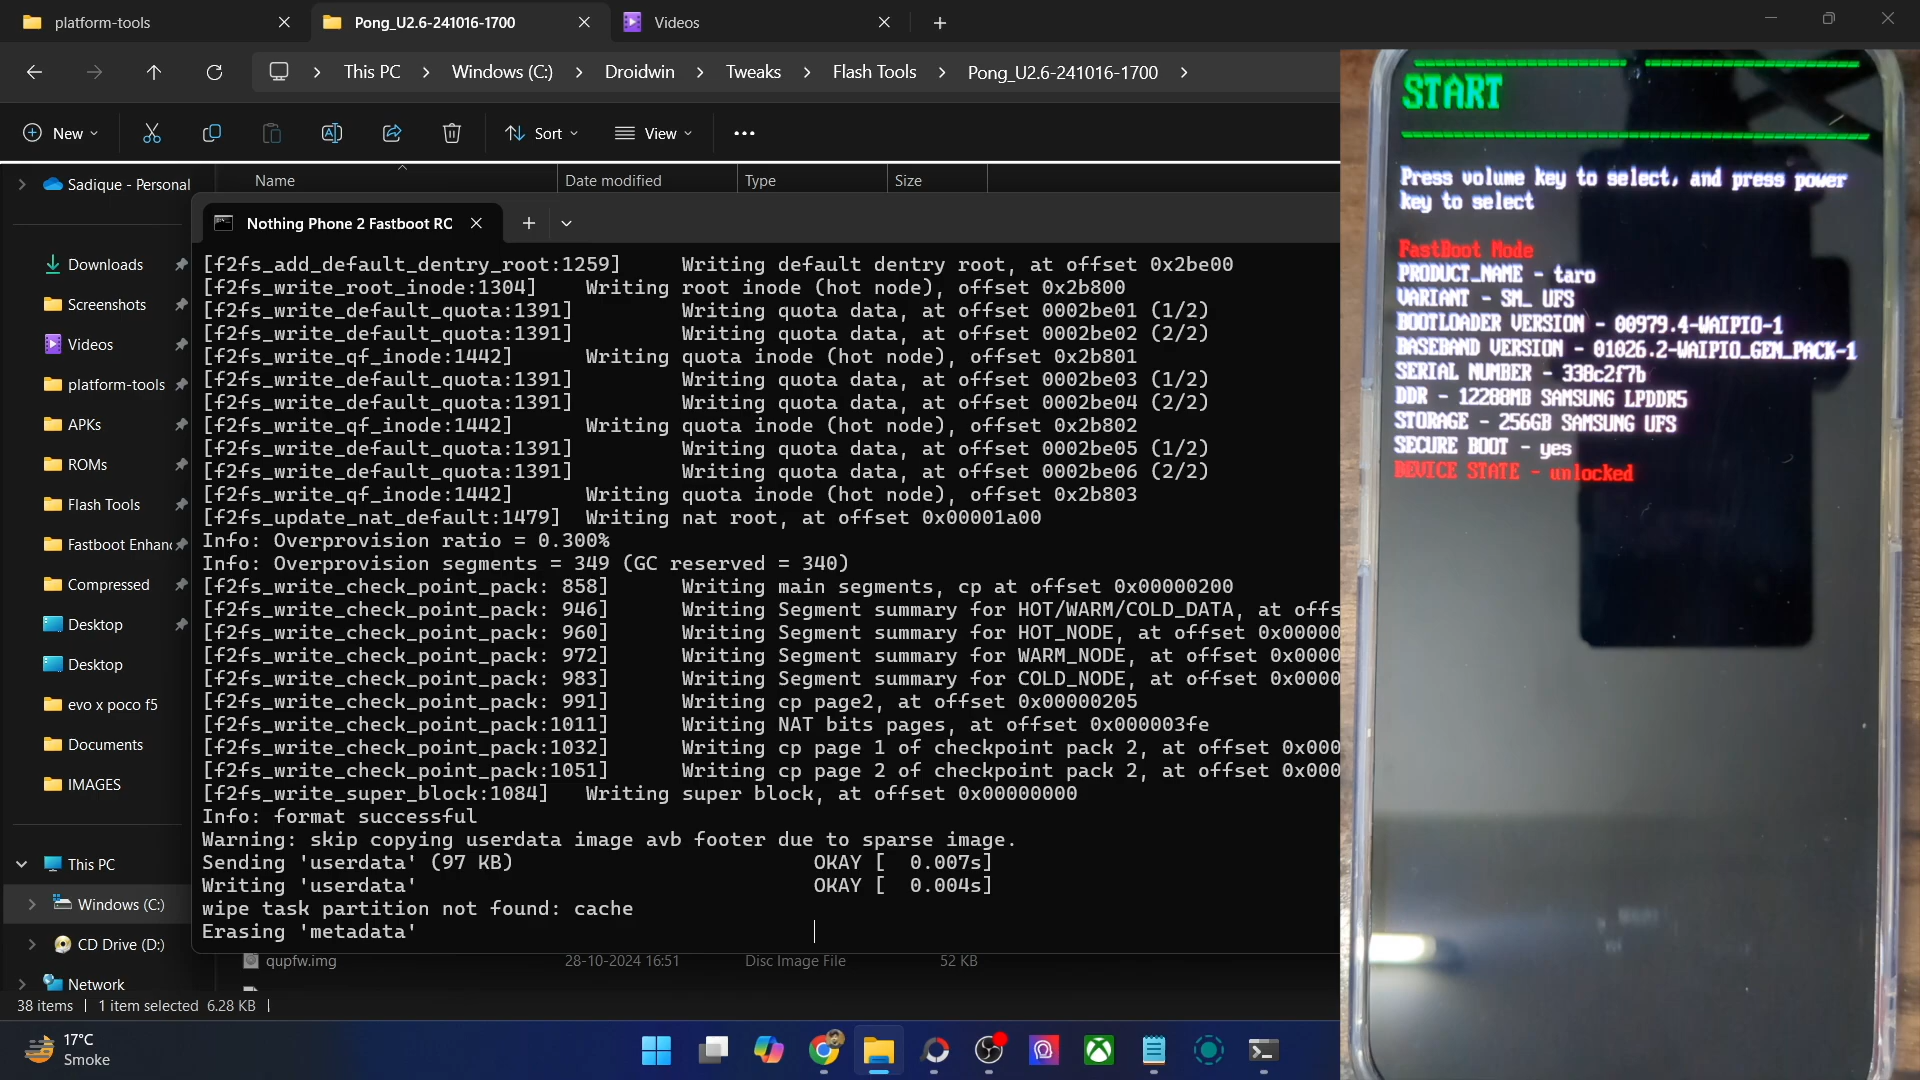 platform-tools
Pong_U2.6-241016-1700
Videos
This PC
Windows (C:)
Droidwin
Tweaks
Flash Tools
Pong_U2.6-241016-1700
New
Sort
View
Sadique - Personal
Name
Date modified
Type
Size
Nothing Phone 2 Fastboot RC
Downloads
Screenshots
Videos
platform-tools
APKs
ROMs
Flash Tools
Fastboot Enhanc
Compressed
Desktop
Desktop
evo x poco f5
Documents
IMAGES
This PC
Windows (C:)
CD Drive (D:)
Network
[f2fs_add_default_dentry_root:1259] Writing default dentry root, at offset 0x2be00
[f2fs_write_root_inode:1304] Writing root inode (hot node), offset 0x2b800
[f2fs_write_default_quota:1391] Writing quota data, at offset 0002be01 (1/2)
[f2fs_write_default_quota:1391] Writing quota data, at offset 0002be02 (2/2)
[f2fs_write_qf_inode:1442] Writing quota inode (hot node), offset 0x2b801
[f2fs_write_default_quota:1391] Writing quota data, at offset 0002be03 (1/2)
[f2fs_write_default_quota:1391] Writing quota data, at offset 0002be04 (2/2)
[f2fs_write_qf_inode:1442] Writing quota inode (hot node), offset 0x2b802
[f2fs_write_default_quota:1391] Writing quota data, at offset 0002be05 (1/2)
[f2fs_write_default_quota:1391] Writing quota data, at offset 0002be06 (2/2)
[f2fs_write_qf_inode:1442] Writing quota inode (hot node), offset 0x2b803
[f2fs_update_nat_default:1479] Writing nat root, at offset 0x00001a00
Info: Overprovision ratio = 0.300%
Info: Overprovision segments = 349 (GC reserved = 340)
[f2fs_write_check_point_pack: 858] Writing main segments, cp at offset 0x00000200
[f2fs_write_check_point_pack: 946] Writing Segment summary for HOT/WARM/COLD_DATA, at offs
[f2fs_write_check_point_pack: 960] Writing Segment summary for HOT_NODE, at offset 0x00000
[f2fs_write_check_point_pack: 972] Writing Segment summary for WARM_NODE, at offset 0x0000
[f2fs_write_check_point_pack: 983] Writing Segment summary for COLD_NODE, at offset 0x0000
[f2fs_write_check_point_pack: 991] Writing cp page2, at offset 0x00000205
[f2fs_write_check_point_pack:1011] Writing NAT bits pages, at offset 0x000003fe
[f2fs_write_check_point_pack:1032] Writing cp page 1 of checkpoint pack 2, at offset 0x000
[f2fs_write_check_point_pack:1051] Writing cp page 2 of checkpoint pack 2, at offset 0x000
[f2fs_write_super_block:1084] Writing super block, at offset 0x00000000
Info: format successful
Warning: skip copying userdata image avb footer due to sparse image.
Sending 'userdata' (97 KB) OKAY [ 0.007s]
Writing 'userdata' OKAY [ 0.004s]
wipe task partition not found: cache
Erasing 'metadata'
qupfw.img 28-10-2024 16:51 Disc Image File 52 KB
38 items 1 item selected 6.28 KB
17°C
Smoke
START
Press volume key to select, and press power
key to select
FastBoot Mode
PRODUCT_NAME - taro
VARIANT - SM_ UFS
BOOTLOADER VERSION - 00979.4-WAIPIO-1
BASEBAND VERSION - 01026.2-WAIPIO_GEN_PACK-1
SERIAL NUMBER - 338c2f7b
DDR - 12288MB SAMSUNG LPDDR5
STORAGE - 256GB SAMSUNG UFS
SECURE BOOT - yes
DEVICE STATE - unlocked